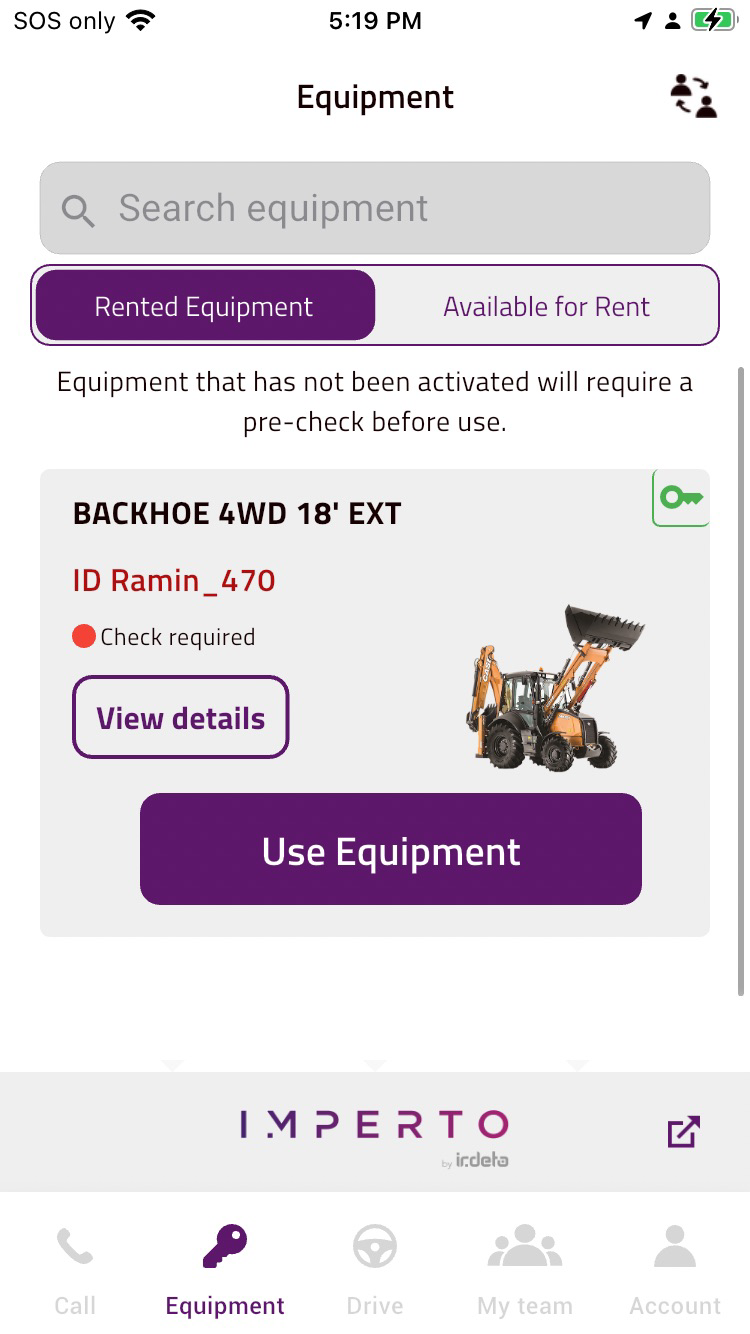 SOS only
5:19 PM
Equipment
Search equipment
Rented Equipment
Available for Rent
Equipment that has not been activated will require a
pre-check before use.
BACKHOE 4WD 18' EXT
ID Ramin_470
Check required
View details
Use Equipment
IMPERTO
by ir.deta
Call
Equipment
Drive
My team
Account